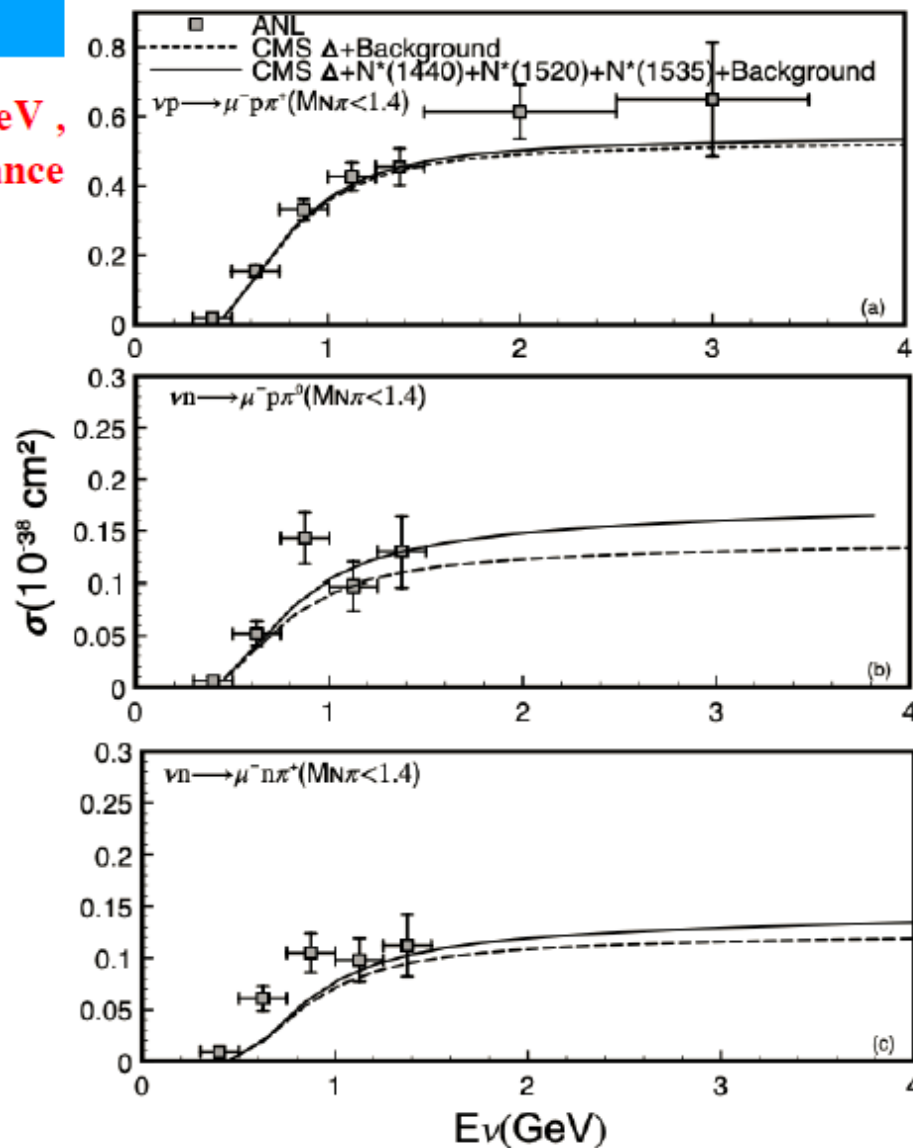 eV ,
ance
ANL
CMS Δ+Background
CMS Δ+N*(1440)+N*(1520)+N*(1535)+Background
νp⟶μ⁻pπ⁺(MNπ<1.4)
0.8
0.6
0.4
0.2
0
(a)
0 1 2 3 4
0.3
νn⟶μ⁻pπ⁰(MNπ<1.4)
0.25
0.2
0.15
0.1
0.05
0
(b)
0 1 2 3 4
σ(10⁻³⁸ cm²)
0.3
νn⟶μ⁻nπ⁺(MNπ<1.4)
0.25
0.2
0.15
0.1
0.05
0
(c)
0 1 2 3 4
Eν(GeV)